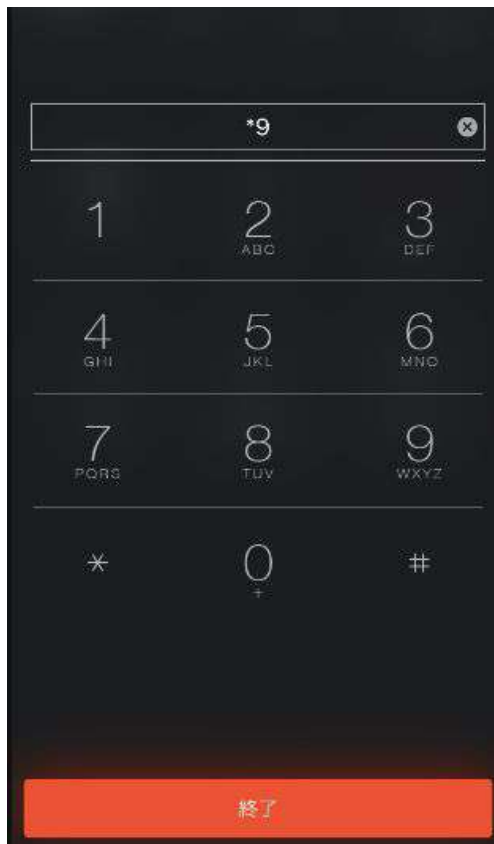 *9
1 2 3
ABC DEF
4 5 6
GHI JKL MNO
7 8 9
PQRS TUV WXYZ
* 0 #
+
終了